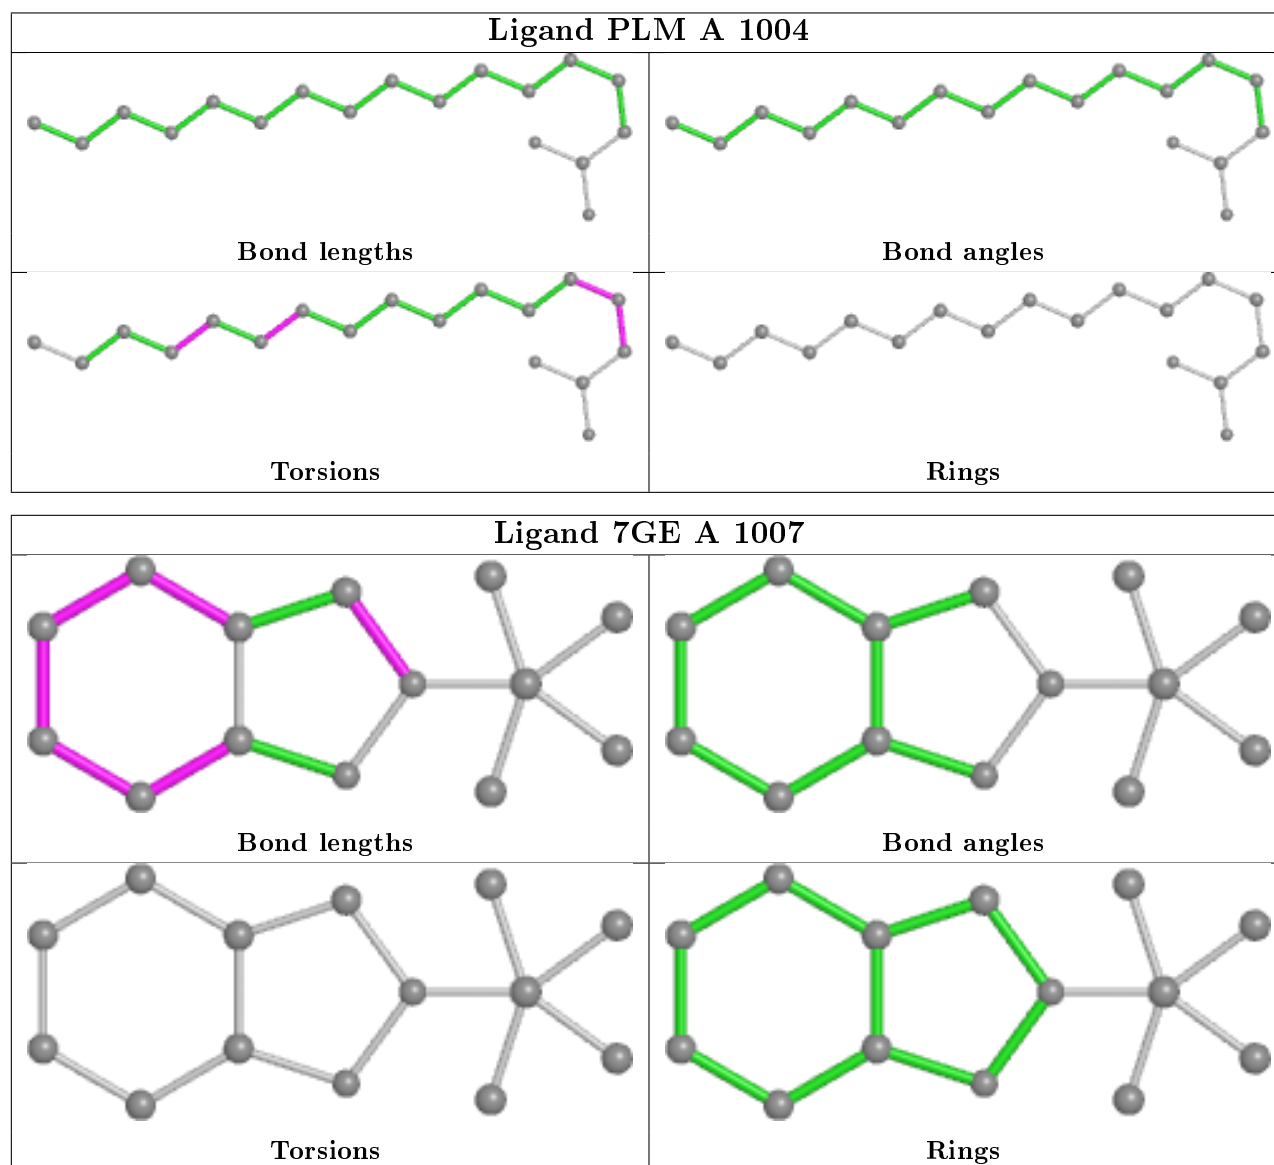 Ligand PLM A 1004
Bond lengths
Bond angles
Torsions
Rings
Ligand 7GE A 1007
Bond lengths
Bond angles
Torsions
Rings